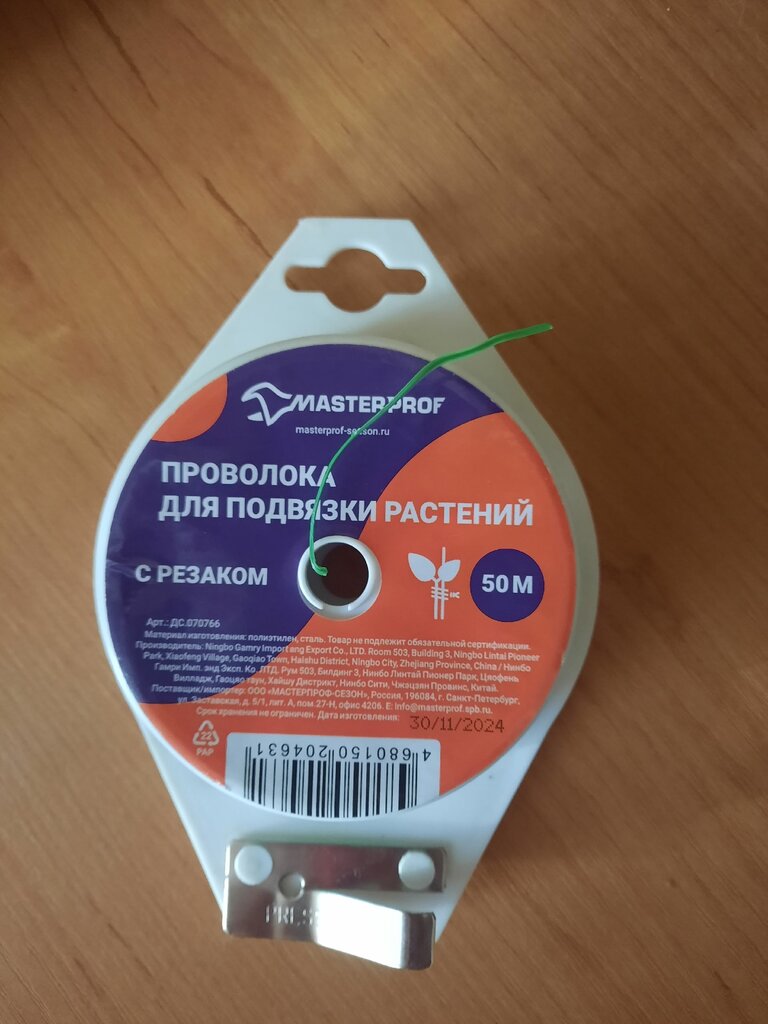 MASTERPROF
masterprof-season.ru
ПРОВОЛОКА
ДЛЯ ПОДВЯЗКИ РАСТЕНИЙ
С РЕЗАКОМ
50 М
Арт.: ДС.070766
Материал изготовления: полиэтилен, сталь. Товар не подлежит обязательной сертификации.
Производитель: Ningbo Gamry Import ang Export Co., LTD. Room 503, Building 3, Ningbo Lintai Pioneer
Park, Xiaofeng Village, Gaoqiao Town, Haishu District, Ningbo City, Zhejiang Province, China / Нинбо
Гамри Имп. энд Эксп. Ко. ЛТД, Рум 503, Билдинг 3, Нинбо Линтай Пионер Парк, Цяофень
Вилладж, Гаоцяо таун, Хайшу Дистрикт, Нинбо Сити, Чжэцзян Провинс, Китай.
Поставщик/импортер: ООО «МАСТЕРПРОФ-СЕЗОН», Россия, 196084, г. Санкт-Петербург,
ул. Заставская, д. 5/1, лит. А, пом.27-Н, офис 4206. E: info@masterprof.spb.ru.
Срок хранения не ограничен. Дата изготовления: 30/11/2024
22
PAP
4 680150 204631
PRESS